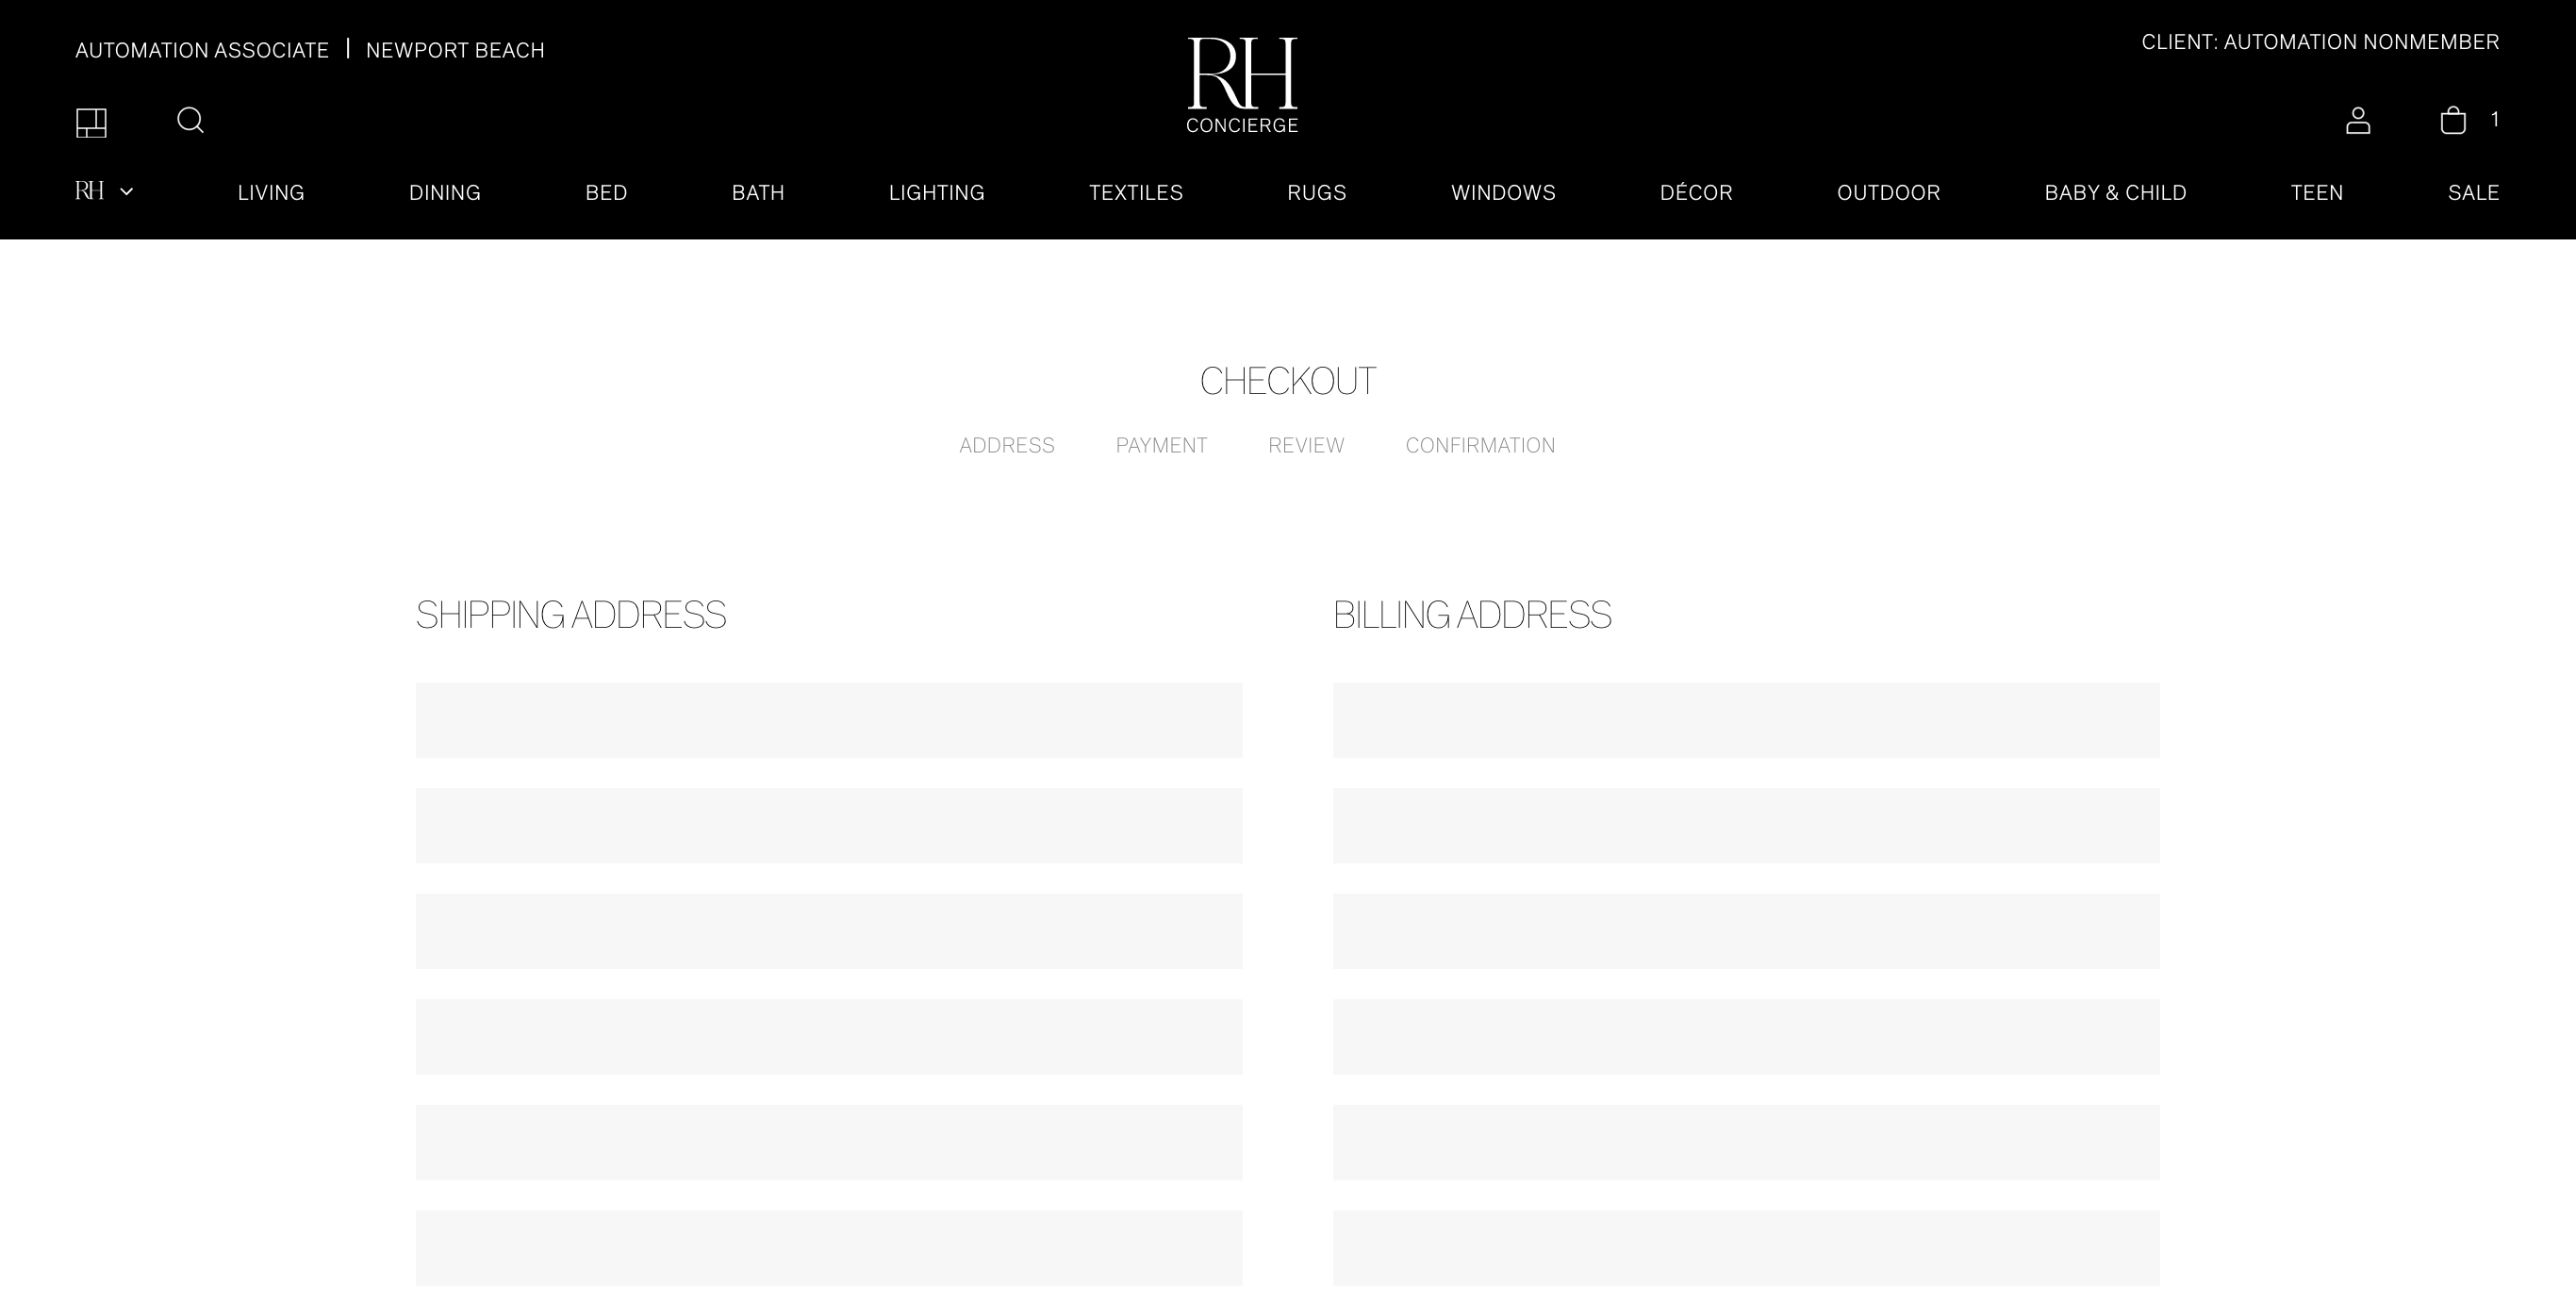 AUTOMATION ASSOCIATE | NEWPORT BEACH
RH
CONCIERGE
CLIENT: AUTOMATION NONMEMBER
1
RH LIVING DINING BED BATH LIGHTING TEXTILES RUGS WINDOWS DÉCOR OUTDOOR BABY & CHILD TEEN SALE
CHECKOUT
ADDRESS PAYMENT REVIEW CONFIRMATION
SHIPPING ADDRESS
BILLING ADDRESS